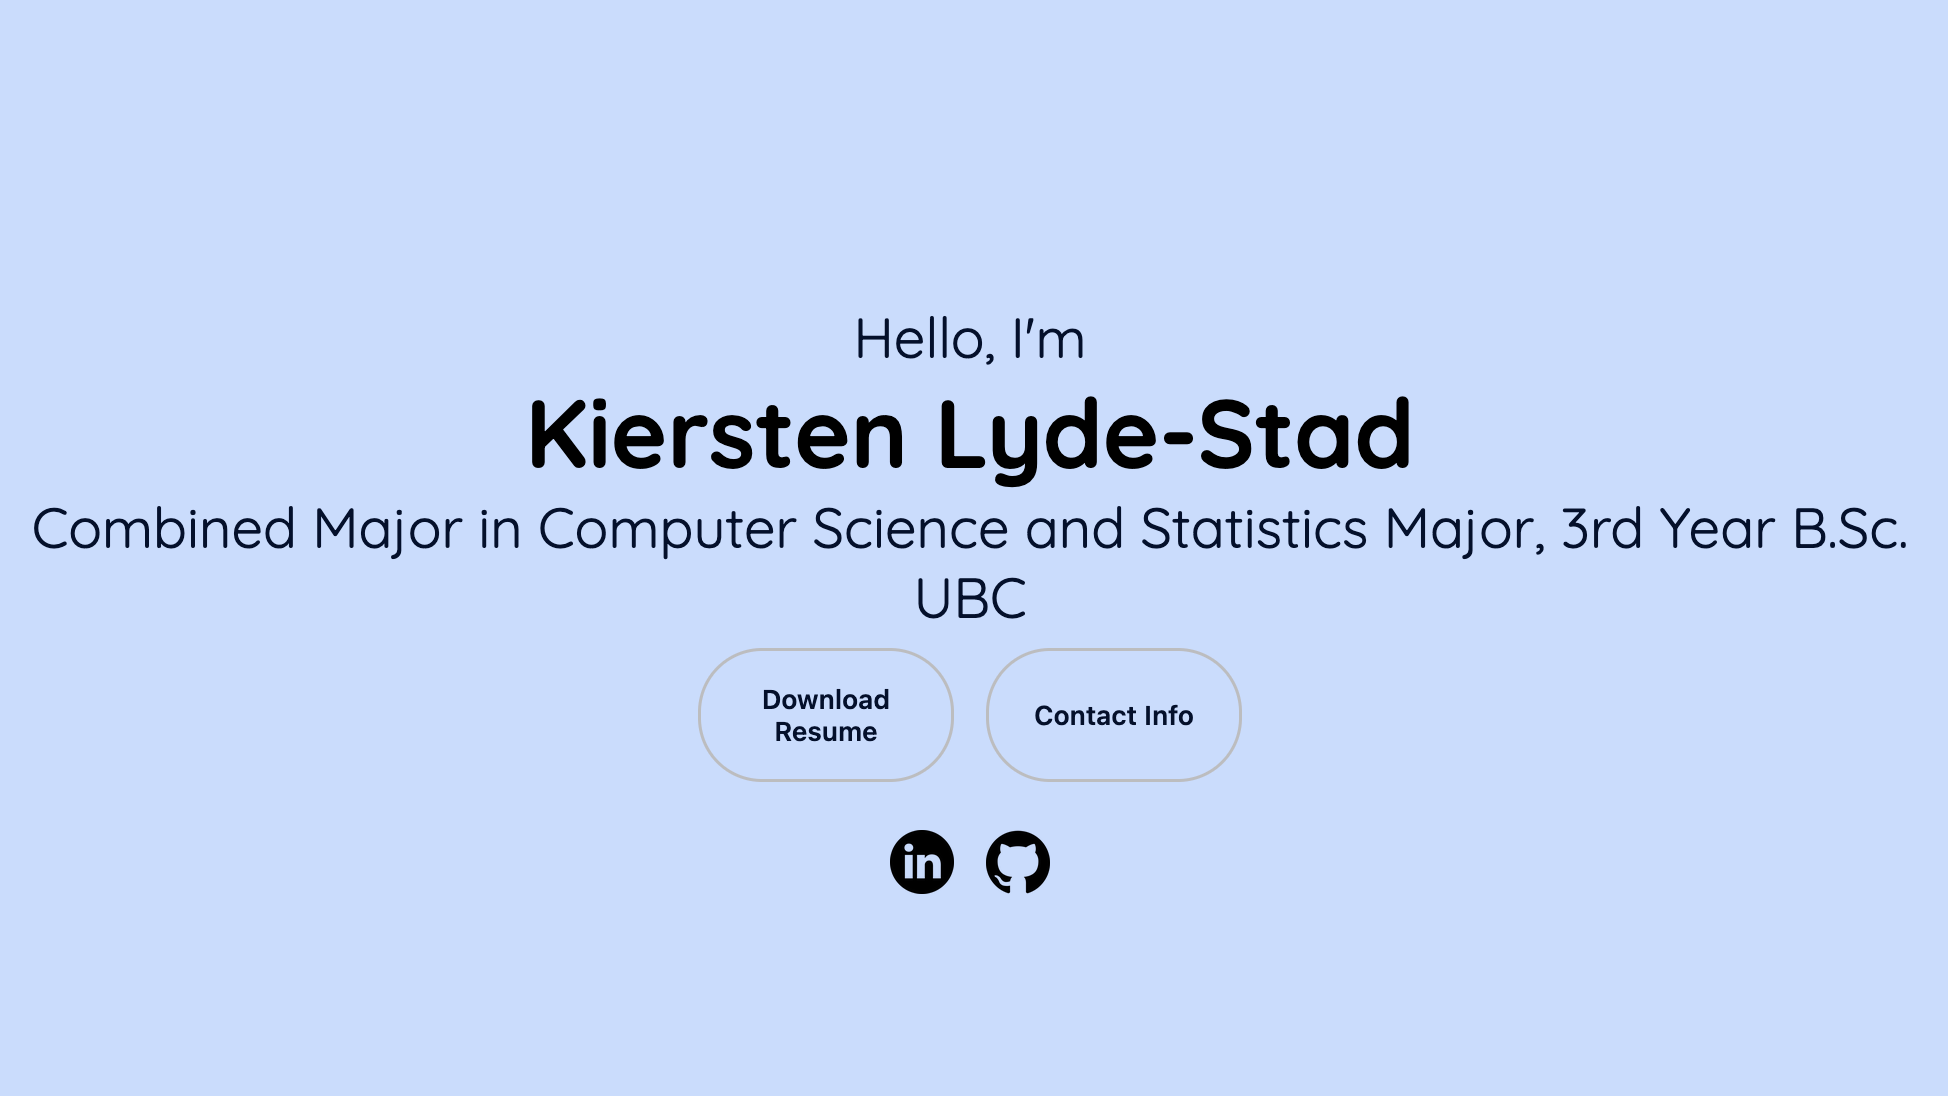 Hello, I'm
Kiersten Lyde-Stad
Combined Major in Computer Science and Statistics Major, 3rd Year B.Sc.
UBC
Download
Resume
Contact Info
in